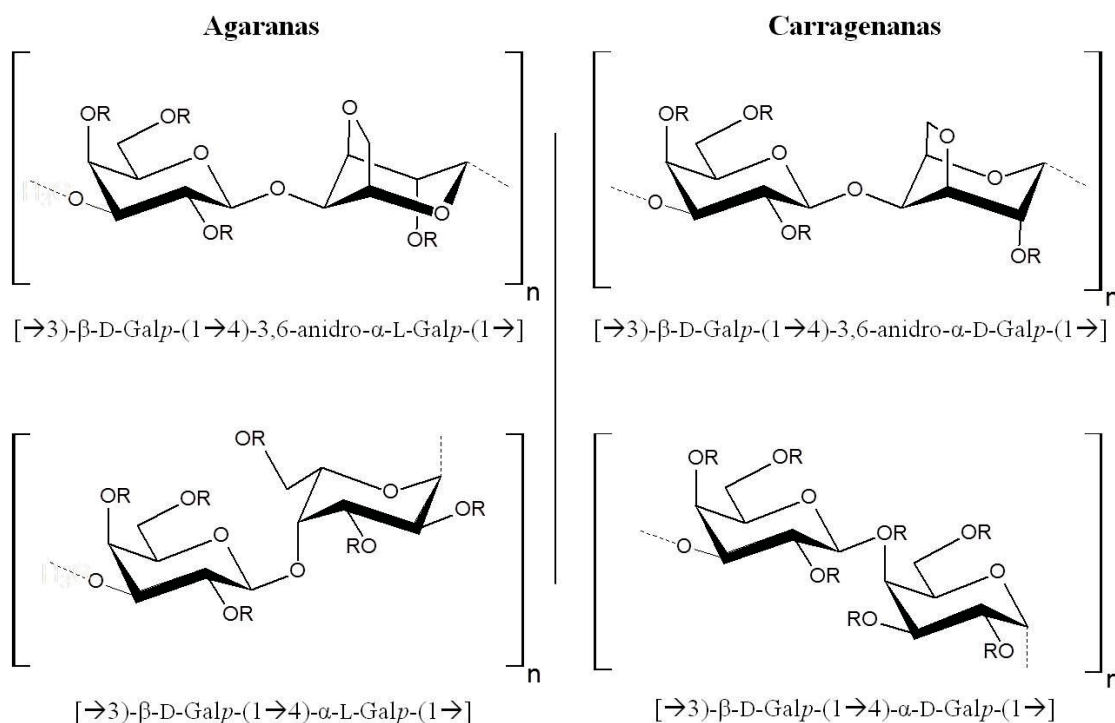 Agaranas
O
OR OR
O
O
O
O
OR OR
n
[→3)-β-D-Galp-(1→4)-3,6-anidro-α-L-Galp-(1→]
Carragenanas
OR OR
O
O
O
O
O
OR
OR
n
[→3)-β-D-Galp-(1→4)-3,6-anidro-α-D-Galp-(1→]
OR
O
OR OR
OR
O
RO
O
O
OR
n
[→3)-β-D-Galp-(1→4)-α-L-Galp-(1→]
OR OR
O
OR OR
O
OR O
RO
RO
n
[→3)-β-D-Galp-(1→4)-α-D-Galp-(1→]